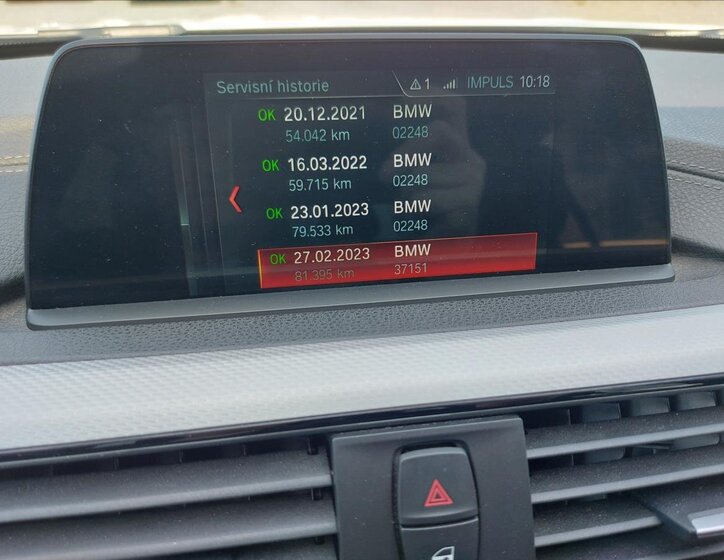 Servisní historie 1 IMPULS 10:18
OK 20.12.2021 BMW
54.042 km 02248
OK 16.03.2022 BMW
59.715 km 02248
OK 23.01.2023 BMW
79.533 km 02248
OK 27.02.2023 BMW
81.395 km 37151